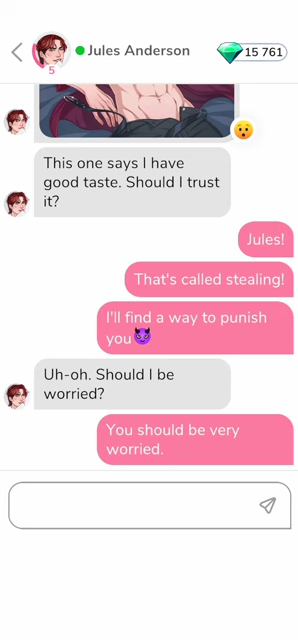 Jules Anderson
15 761
5
This one says I have
good taste. Should I trust
it?
Jules!
That's called stealing!
I'll find a way to punish
you😈
Uh-oh. Should I be
worried?
You should be very
worried.